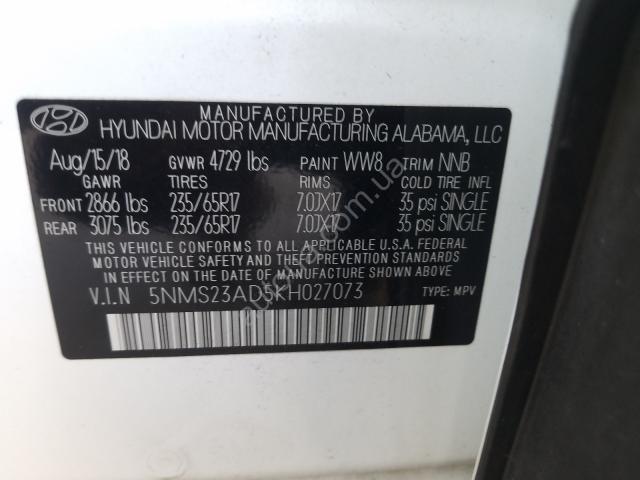 MANUFACTURED BY
HYUNDAI MOTOR MANUFACTURING ALABAMA, LLC
Aug/15/18 GVWR 4729 lbs PAINT WW8 TRIM NNB
GAWR TIRES RIMS COLD TIRE INFL
FRONT 2866 lbs 235/65R17 7.0JX17 35 psi SINGLE
REAR 3075 lbs 235/65R17 7.0JX17 35 psi SINGLE
THIS VEHICLE CONFORMS TO ALL APPLICABLE U.S.A. FEDERAL
MOTOR VEHICLE SAFETY AND THEFT PREVENTION STANDARDS
IN EFFECT ON THE DATE OF MANUFACTURE SHOWN ABOVE.
V.I.N 5NMS23AD5KH027073 TYPE: MPV